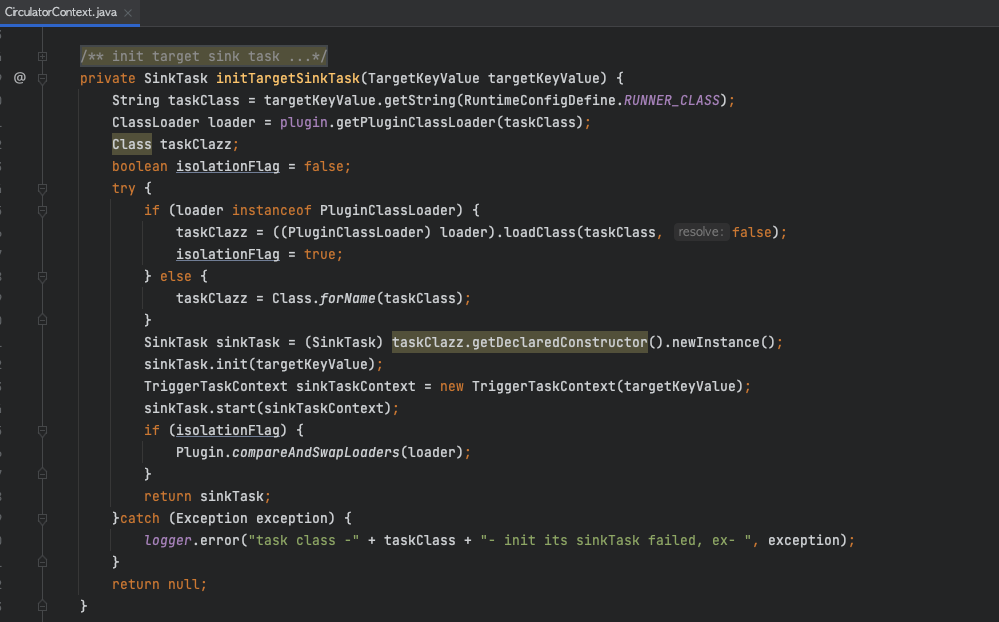 CirculatorContext.java
/** init target sink task ...*/
@ private SinkTask initTargetSinkTask(TargetKeyValue targetKeyValue) {
String taskClass = targetKeyValue.getString(RuntimeConfigDefine.RUNNER_CLASS);
ClassLoader loader = plugin.getPluginClassLoader(taskClass);
Class taskClazz;
boolean isolationFlag = false;
try {
if (loader instanceof PluginClassLoader) {
taskClazz = ((PluginClassLoader) loader).loadClass(taskClass, resolve: false);
isolationFlag = true;
} else {
taskClazz = Class.forName(taskClass);
}
SinkTask sinkTask = (SinkTask) taskClazz.getDeclaredConstructor().newInstance();
sinkTask.init(targetKeyValue);
TriggerTaskContext sinkTaskContext = new TriggerTaskContext(targetKeyValue);
sinkTask.start(sinkTaskContext);
if (isolationFlag) {
Plugin.compareAndSwapLoaders(loader);
}
return sinkTask;
}catch (Exception exception) {
logger.error("task class -" + taskClass + "- init its sinkTask failed, ex- ", exception);
}
return null;
}